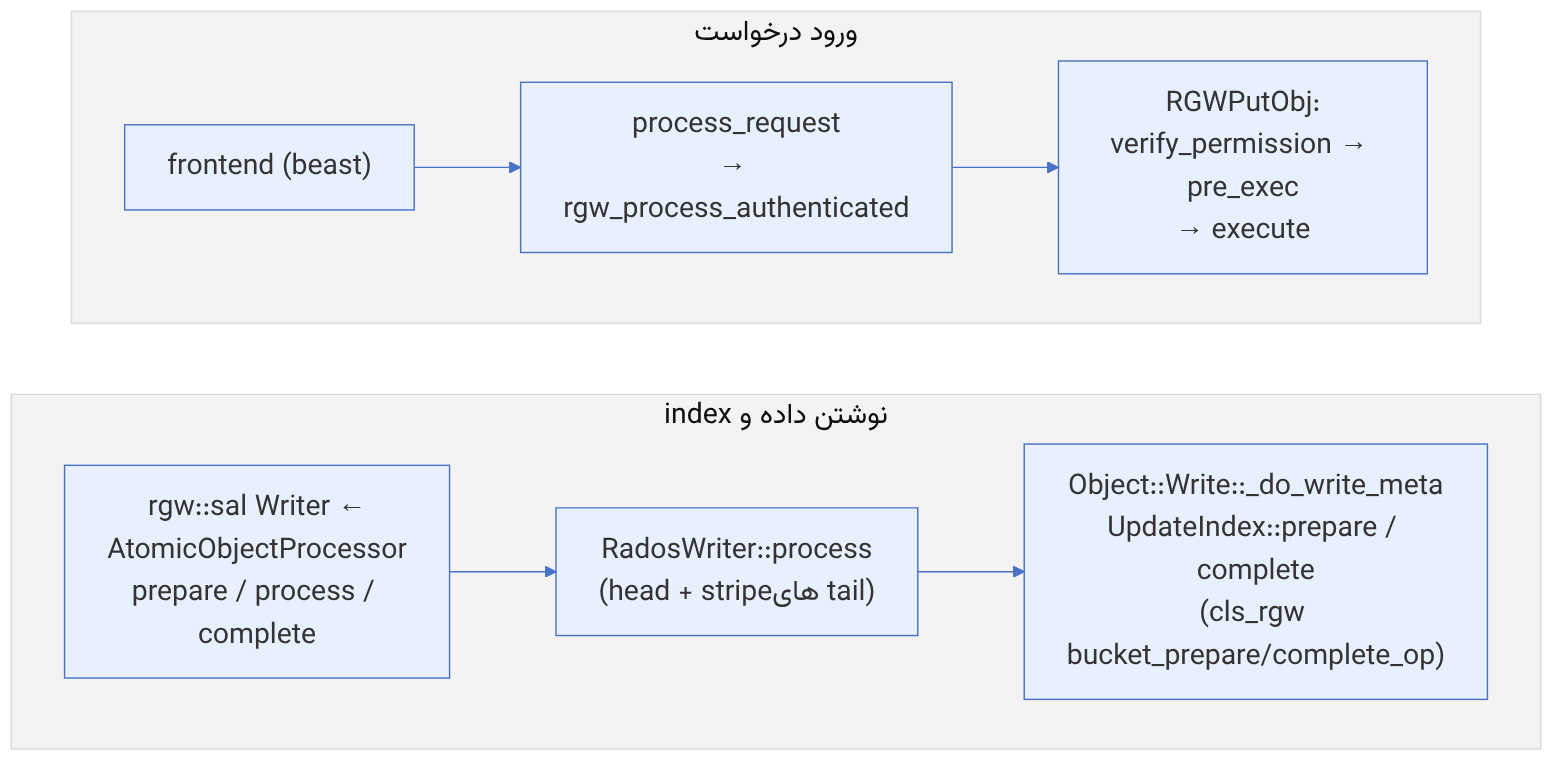 ورود درخواست
frontend (beast)
process_request
→
rgw_process_authenticated
RGWPutObj:
verify_permission →
pre_exec
→ execute
نوشتن داده و index
rgw::sal Writer ←
AtomicObjectProcessor
prepare / process /
complete
RadosWriter::process
(head + stripeهای tail)
Object::Write::_do_write_meta
UpdateIndex::prepare /
complete
(cls_rgw
bucket_prepare/complete_op)